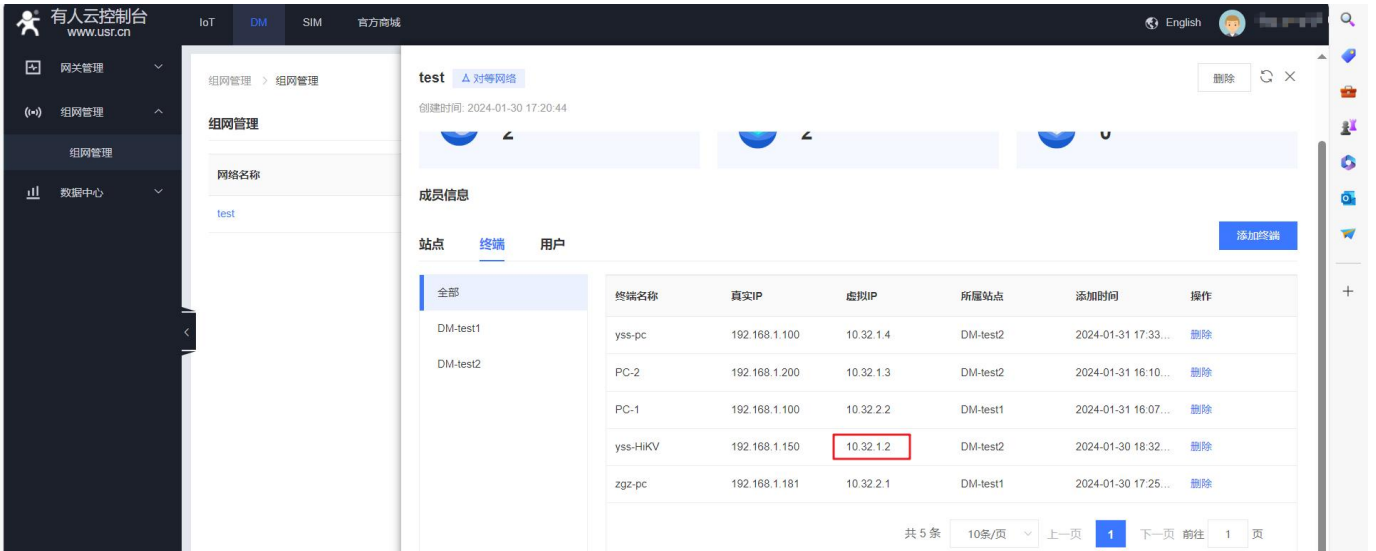 有人云控制台
www.usr.cn
IoT DM SIM 官方商城
English
网关管理
组网管理
组网管理
数据中心
组网管理 > 组网管理
组网管理
网络名称
test
test 对等网络
删除
创建时间: 2024-01-30 17:20:44
2 2 0
成员信息
站点 终端 用户
添加终端
全部
DM-test1
DM-test2
终端名称 真实IP 虚拟IP 所属站点 添加时间 操作
yss-pc 192.168.1.100 10.32.1.4 DM-test2 2024-01-31 17:33... 删除
PC-2 192.168.1.200 10.32.1.3 DM-test2 2024-01-31 16:10... 删除
PC-1 192.168.1.100 10.32.2.2 DM-test1 2024-01-31 16:07... 删除
yss-HiKV 192.168.1.150 10.32.1.2 DM-test2 2024-01-30 18:32... 删除
zgz-pc 192.168.1.181 10.32.2.1 DM-test1 2024-01-30 17:25... 删除
共 5 条 10条/页 上一页 1 下一页 前往 1 页